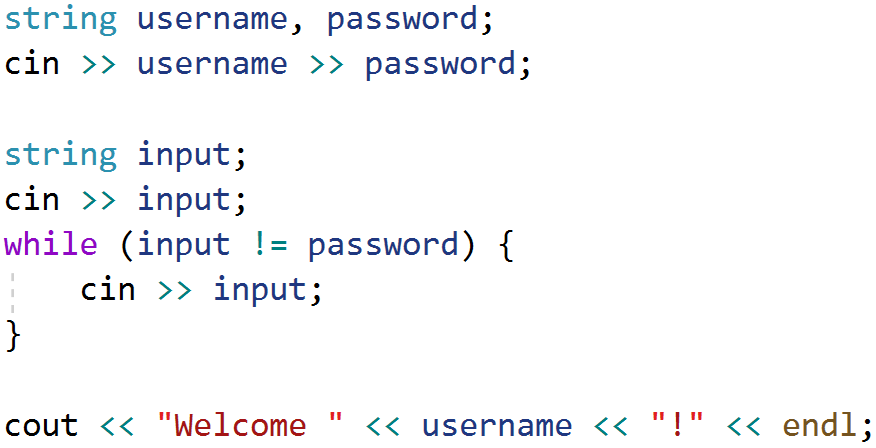 string username, password;
cin >> username >> password;
string input;
cin >> input;
while (input != password) {
cin >> input;
}
cout << "Welcome " << username << "!" << endl;